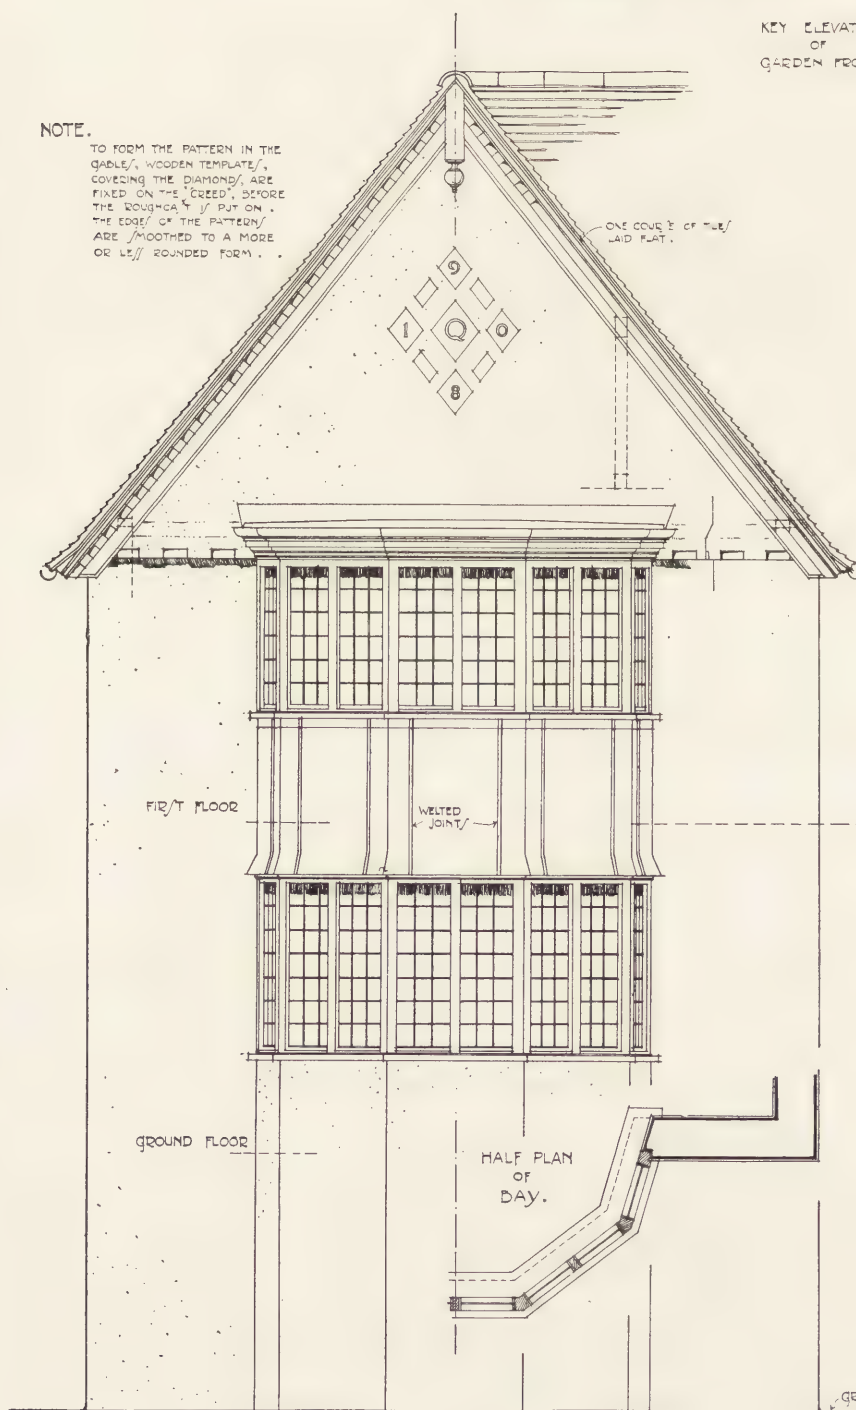 KEY ELEVAT
OF
GARDEN FRO
NOTE.
TO FORM THE PATTERN IN THE
GABLES, WOODEN TEMPLATES,
COVERING THE DIAMONDS, ARE
FIXED ON THE "CREED", BEFORE
THE ROUGHCAST IS PUT ON.
THE EDGES OF THE PATTERNS
ARE SMOOTHED TO A MORE
OR LESS ROUNDED FORM. .
ONE COURSE OF TILES
LAID FLAT.
9
1 Q 0
8
FIRST FLOOR
WELTED
JOINTS
GROUND FLOOR
HALF PLAN
OF
BAY.
GR